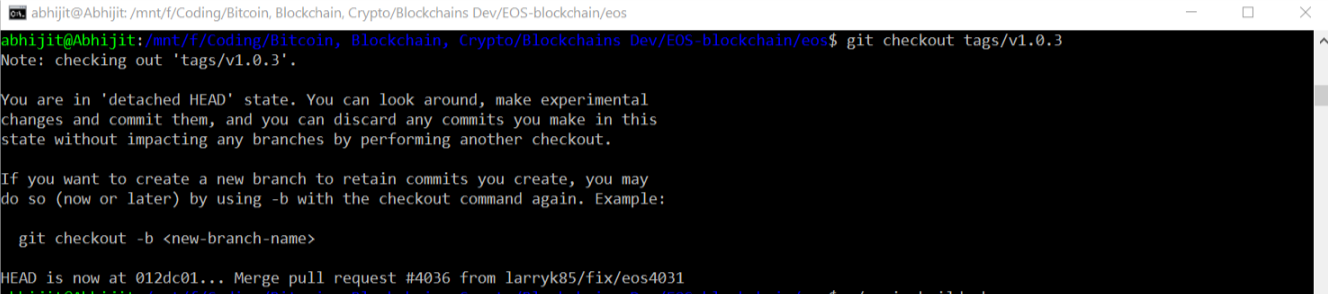 abhijit@Abhijit: /mnt/f/Coding/Bitcoin, Blockchain, Crypto/Blockchains Dev/EOS-blockchain/eos
abhijit@Abhijit:/mnt/f/Coding/Bitcoin, Blockchain, Crypto/Blockchains Dev/EOS-blockchain/eos$ git checkout tags/v1.0.3
Note: checking out 'tags/v1.0.3'.
You are in 'detached HEAD' state. You can look around, make experimental
changes and commit them, and you can discard any commits you make in this
state without impacting any branches by performing another checkout.
If you want to create a new branch to retain commits you create, you may
do so (now or later) by using -b with the checkout command again. Example:
git checkout -b <new-branch-name>
HEAD is now at 012dc01... Merge pull request #4036 from larryk85/fix/eos4031